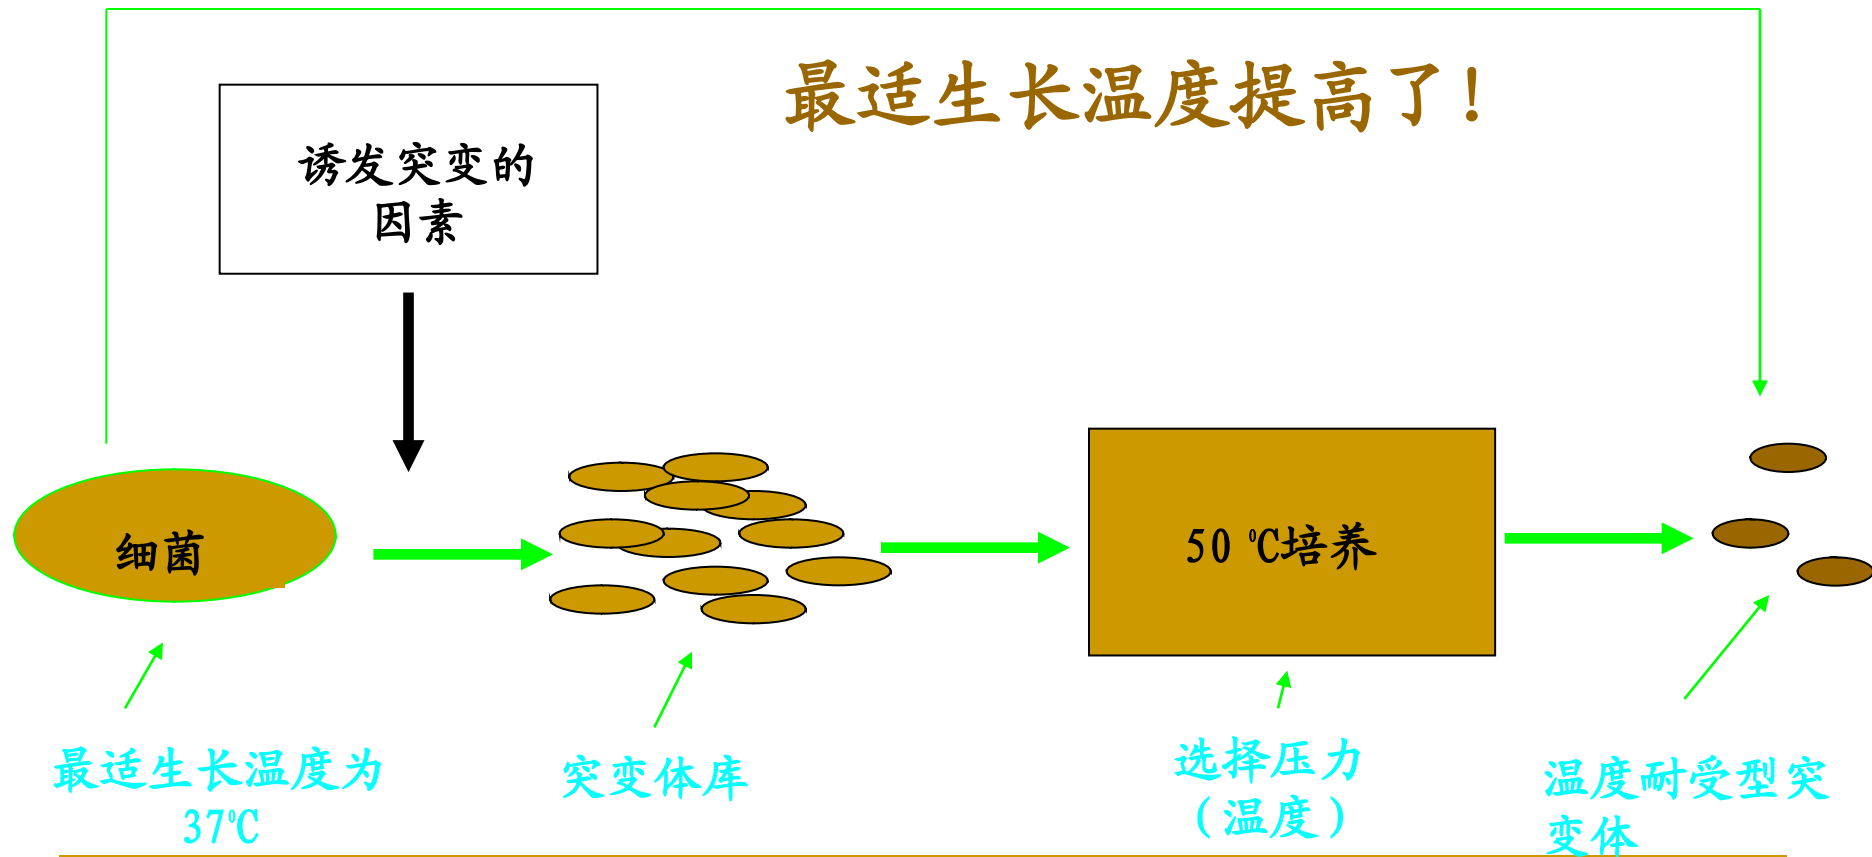 最适生长温度提高了!
诱发突变的
因素
细菌
50 ℃培养
最适生长温度为
37℃
突变体库
选择压力
（温度）
温度耐受型突
变体